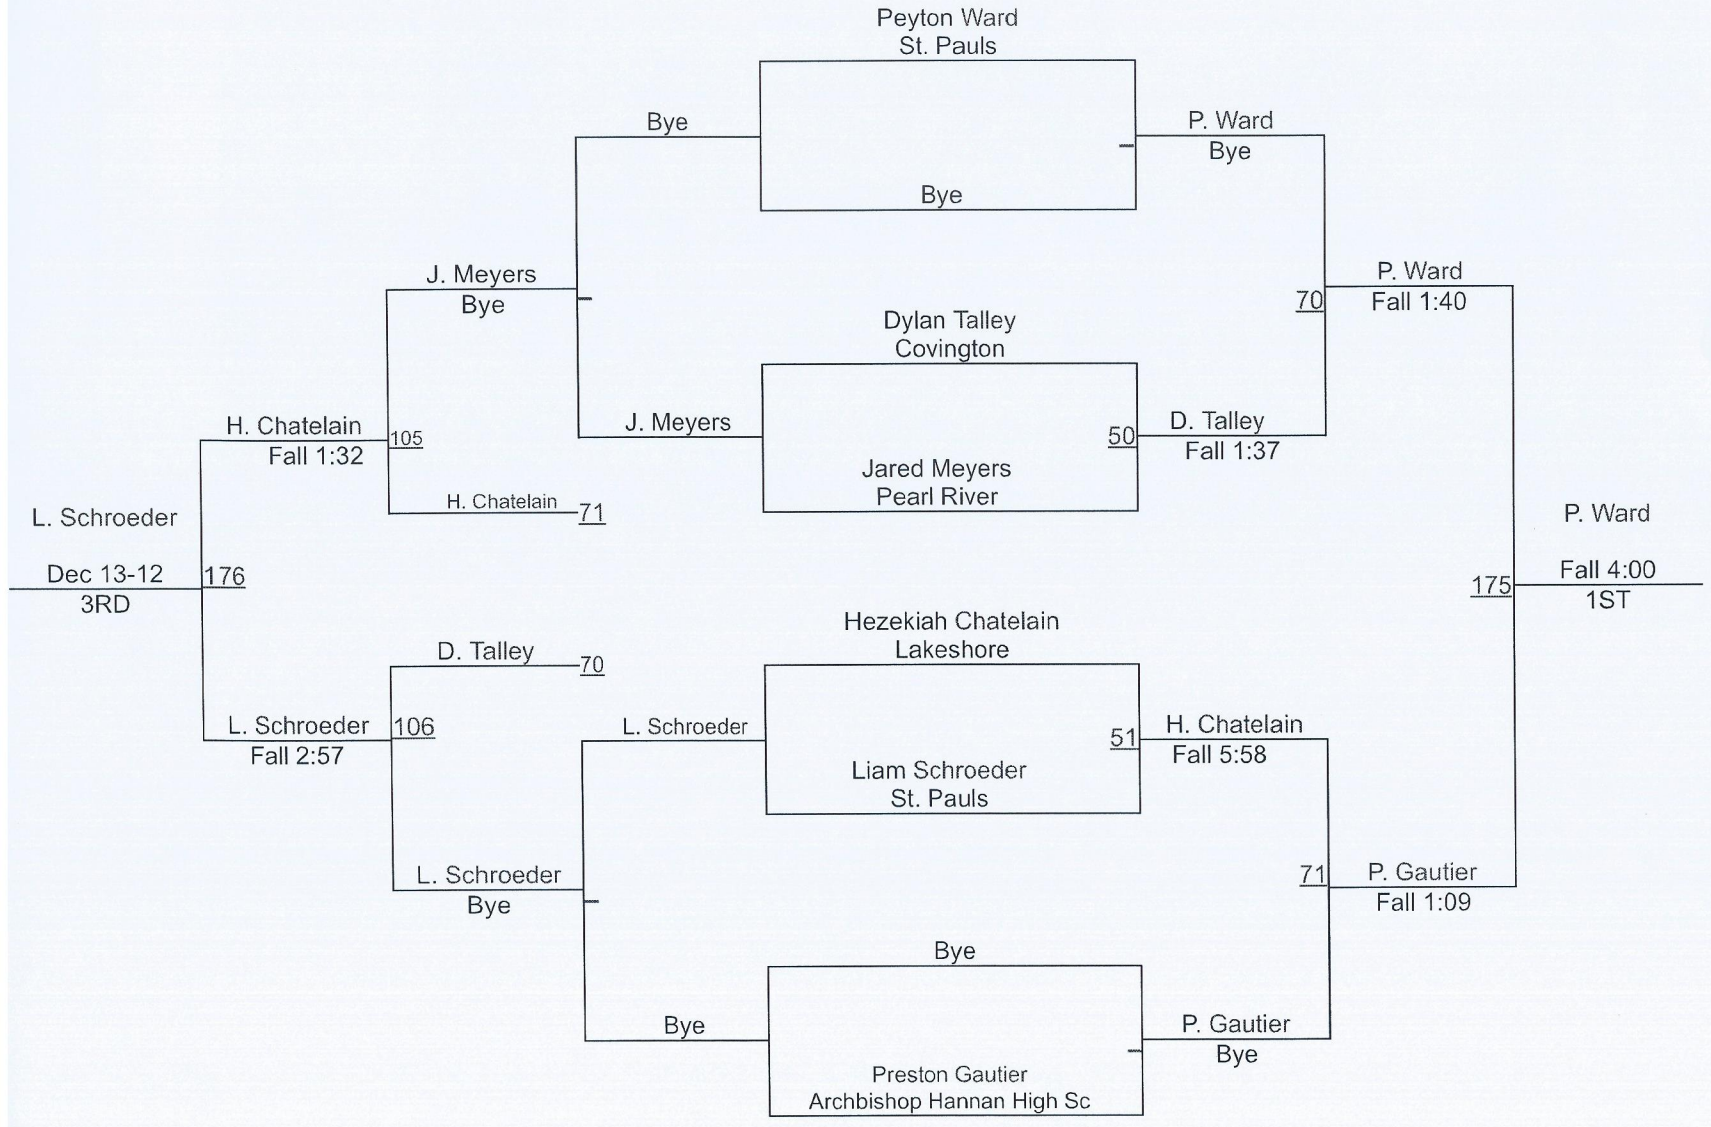 Peyton Ward
St. Pauls
Bye
P. Ward
Bye
Bye
J. Meyers
Bye
P. Ward
Fall 1:40
70
Dylan Talley
Covington
H. Chatelain
Fall 1:32
105
J. Meyers
50
D. Talley
Fall 1:37
Jared Meyers
Pearl River
H. Chatelain
71
L. Schroeder
Dec 13-12
3RD
176
P. Ward
Fall 4:00
1ST
175
Hezekiah Chatelain
Lakeshore
D. Talley
70
L. Schroeder
Fall 2:57
106
L. Schroeder
51
H. Chatelain
Fall 5:58
Liam Schroeder
St. Pauls
L. Schroeder
Bye
71
P. Gautier
Fall 1:09
Bye
Bye
P. Gautier
Bye
Preston Gautier
Archbishop Hannan High Sc